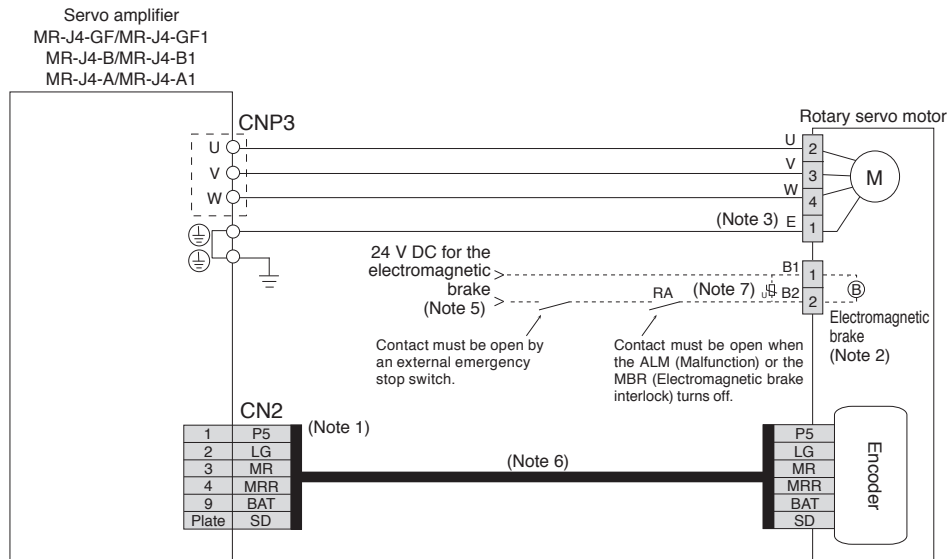 Servo amplifier
MR-J4-GF/MR-J4-GF1
MR-J4-B/MR-J4-B1
MR-J4-A/MR-J4-A1
CNP3
Rotary servo motor
U
U
2
V
V
3
M
W
W
4
(Note 3) E
1
24 V DC for the
electromagnetic
brake
(Note 5)
B1
1
RA
(Note 7)
U
B2
2
B
Electromagnetic
brake
(Note 2)
Contact must be open by
an external emergency
stop switch.
Contact must be open when
the ALM (Malfunction) or the
MBR (Electromagnetic brake
interlock) turns off.
CN2
(Note 1)
1 P5
2 LG
3 MR
4 MRR
9 BAT
Plate SD
(Note 6)
P5
LG
MR
MRR
BAT
SD
Encoder